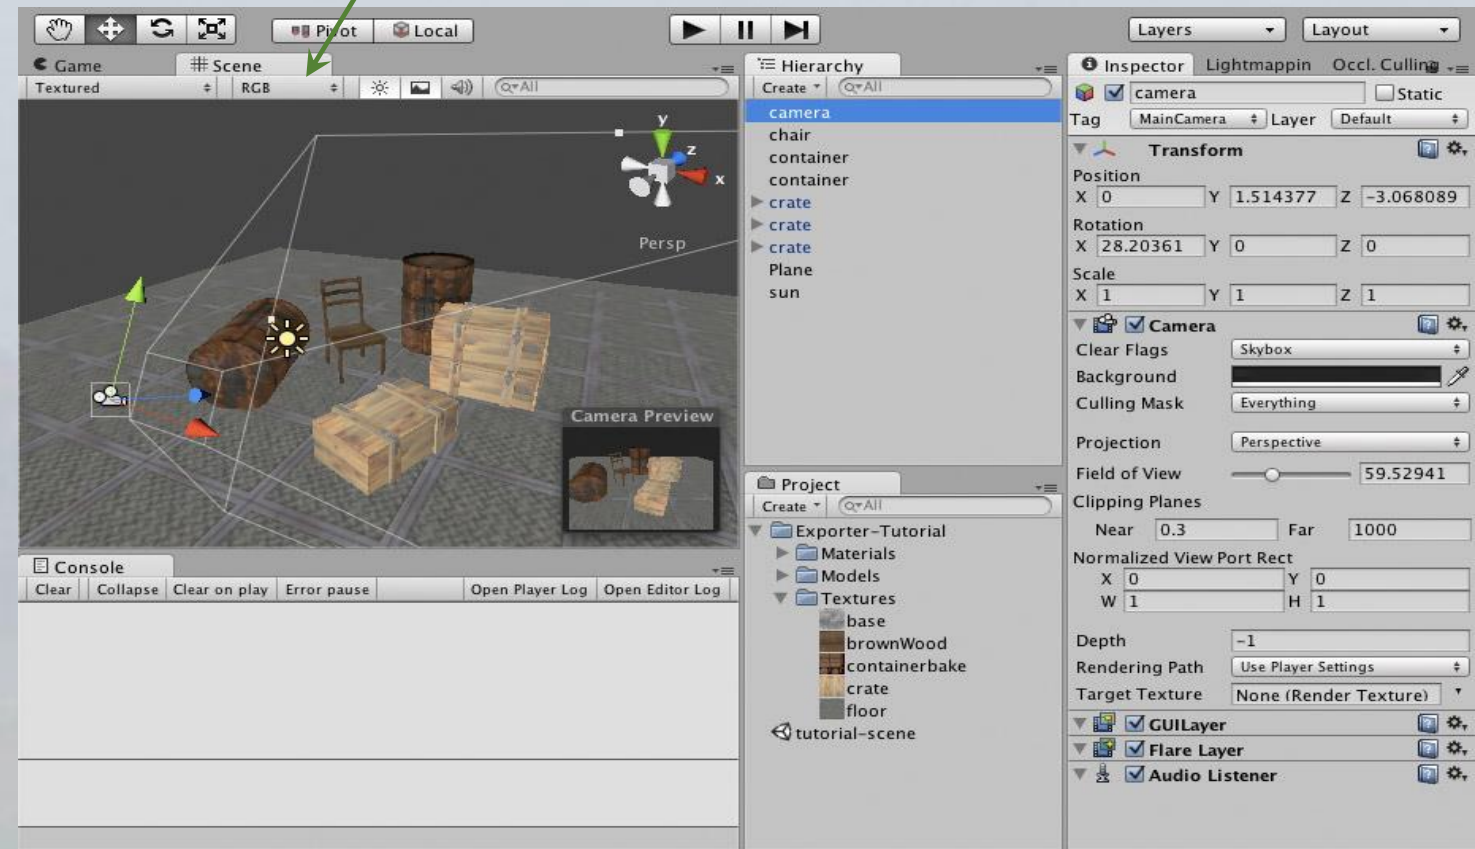 Pivot Local Layers Layout
Game Scene
Textured RGB All
y
z
x
Persp
Camera Preview
Console
Clear Collapse Clear on play Error pause Open Player Log Open Editor Log
Hierarchy
Create All
camera
chair
container
container
crate
crate
crate
Plane
sun
Project
Create All
Exporter-Tutorial
Materials
Models
Textures
base
brownWood
containerbake
crate
floor
tutorial-scene
Inspector Lightmappin Occl. Culling
camera Static
Tag MainCamera Layer Default
Transform
Position
X 0 Y 1.514377 Z -3.068089
Rotation
X 28.20361 Y 0 Z 0
Scale
X 1 Y 1 Z 1
Camera
Clear Flags Skybox
Background
Culling Mask Everything
Projection Perspective
Field of View 59.52941
Clipping Planes
Near 0.3 Far 1000
Normalized View Port Rect
X 0 Y 0
W 1 H 1
Depth -1
Rendering Path Use Player Settings
Target Texture None (Render Texture)
GUILayer
Flare Layer
Audio Listener